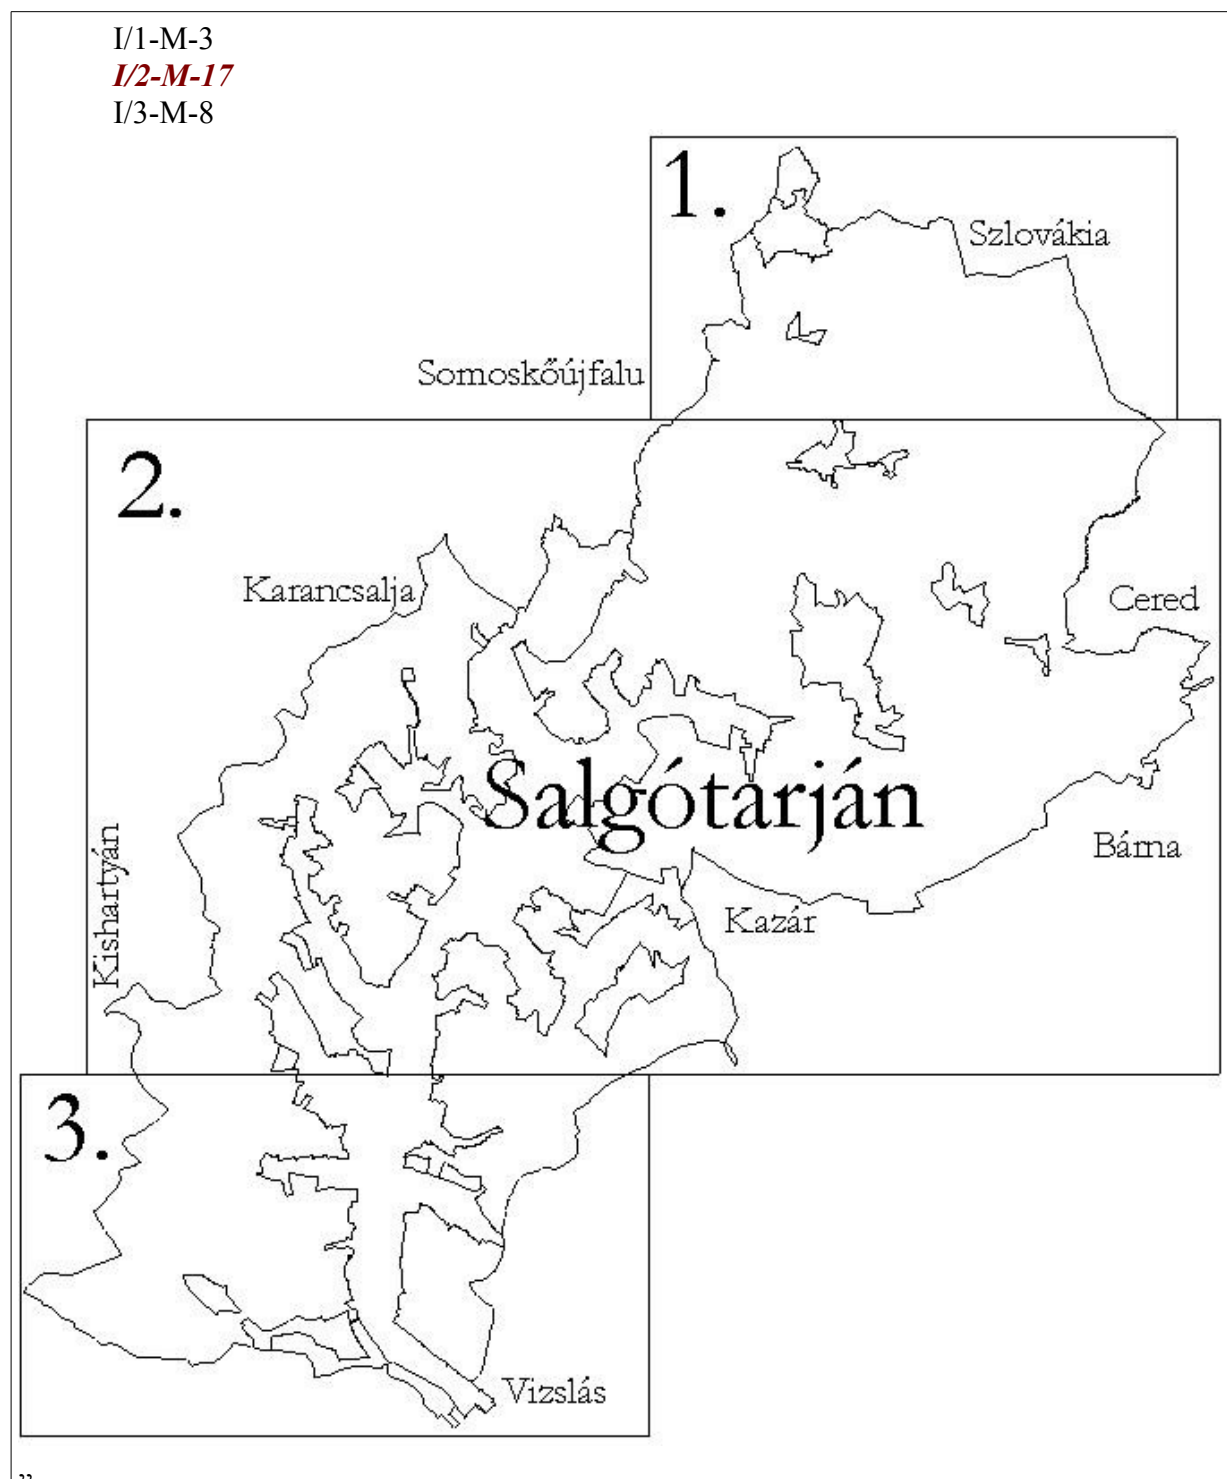 I/1-M-3
I/2-M-17
I/3-M-8
1.
Szlovákia
Somoskőújfalu
2.
Karancsalja
Cered
Salgótarján
Bárna
Kishartyán
Kazár
3.
Vizslás
”